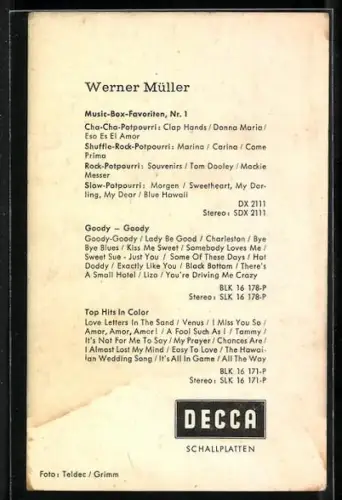 Werner Müller
Music-Box-Favoriten, Nr. 1
Cha-Cha-Potpourri: Clap Hands / Donna Maria /
Eso Es El Amor
Shuffle-Rock-Potpourri: Marina / Carina / Come
Prima
Rock-Potpourri: Souvenirs / Tom Dooley / Mackie
Messer
Slow-Potpourri: Morgen / Sweetheart, My Dar-
ling, My Dear / Blue Hawaii
DX 2111
Stereo: SDX 2111
Goody – Goody
Goody-Goody / Lady Be Good / Charleston / Bye
Bye Blues / Kiss Me Sweet / Somebody Loves Me /
Sweet Sue - Just You / Some Of These Days / Hot
Doddy / Exactly Like You / Black Bottom / There's
A Small Hotel / Liza / You're Driving Me Crazy
BLK 16 178-P
Stereo: SLK 16 178-P
Top Hits In Color
Love Letters In The Sand / Venus / I Miss You So /
Amor, Amor, Amor! / A Fool Such As I / Tammy /
It's Not For Me To Say / My Prayer / Chances Are /
I Almost Lost My Mind / Easy To Love / The Hawai-
ian Wedding Song / It's All In Game / All The Way
BLK 16 171-P
Stereo: SLK 16 171-P
DECCA
SCHALLPLATTEN
Foto: Teldec / Grimm